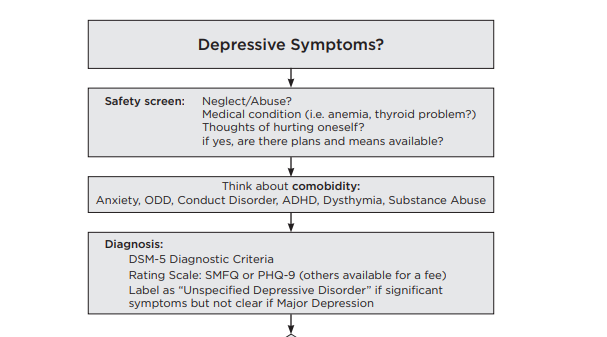 Depressive Symptoms?
Safety screen: Neglect/Abuse?
Medical condition (i.e. anemia, thyroid problem?)
Thoughts of hurting oneself?
if yes, are there plans and means available?
Think about comobidity:
Anxiety, ODD, Conduct Disorder, ADHD, Dysthymia, Substance Abuse
Diagnosis:
DSM-5 Diagnostic Criteria
Rating Scale: SMFQ or PHQ-9 (others available for a fee)
Label as “Unspecified Depressive Disorder” if significant
symptoms but not clear if Major Depression